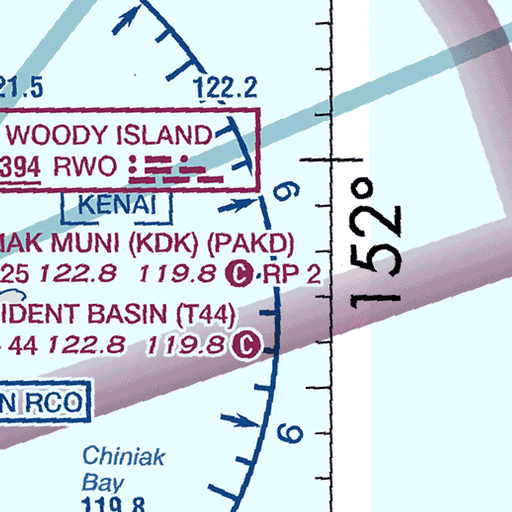 21.5 122.2
WOODY ISLAND
394 RWO
KENAI
6
152°
MAK MUNI (KDK) (PAKD)
25 122.8 119.8 C RP 2
IDENT BASIN (T44)
44 122.8 119.8 C
N RCO
9
Chiniak
Bay
119.8